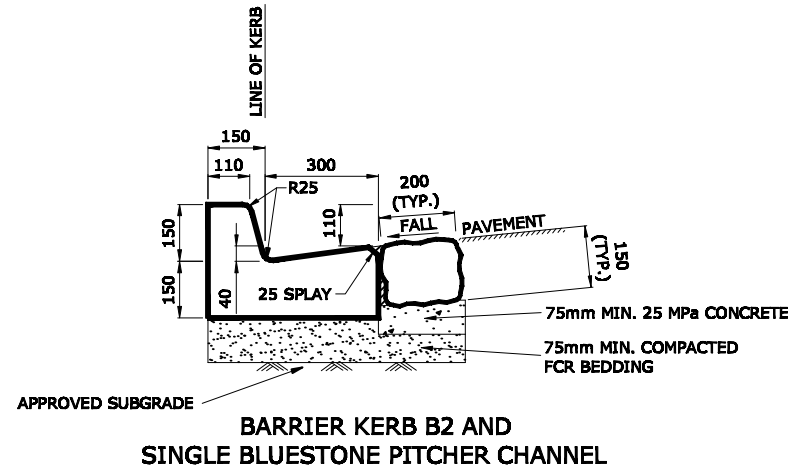 LINE OF KERB
150
110
300
R25
200
(TYP.)
FALL
PAVEMENT
150
110
150
(TYP.)
150
40
25 SPLAY
75mm MIN. 25 MPa CONCRETE
75mm MIN. COMPACTED
FCR BEDDING
APPROVED SUBGRADE
BARRIER KERB B2 AND
SINGLE BLUESTONE PITCHER CHANNEL